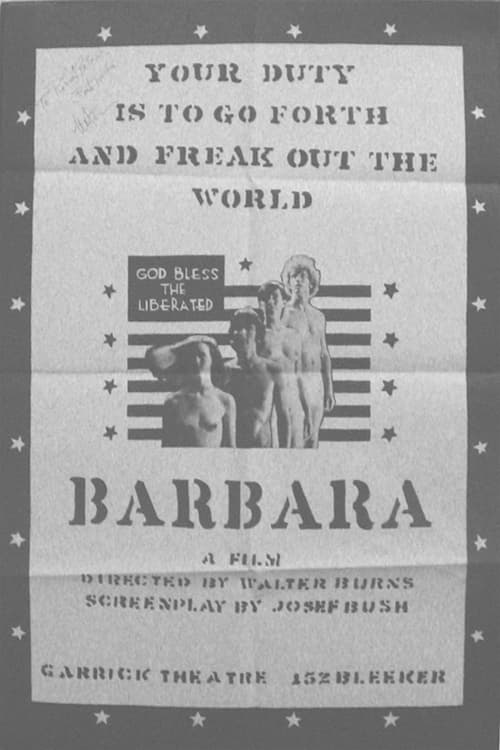 YOUR DUTY
IS TO GO FORTH
AND FREAK OUT THE
WORLD
GOD BLESS
THE
LIBERATED
BARBARA
A FILM
DIRECTED BY WALTER BURNS
SCREENPLAY BY JOSEF BUSH
GARRICK THEATRE 152 BLEEKER